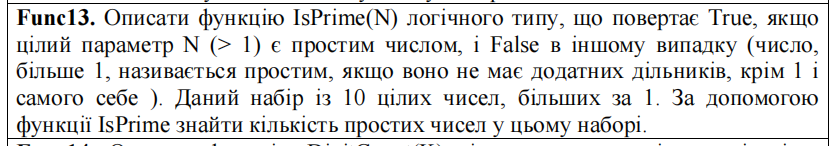 Func13. Описати функцію IsPrime(N) логічного типу, що повертає True, якщо
цілий параметр N (> 1) є простим числом, і False в іншому випадку (число,
більше 1, називається простим, якщо воно не має додатних дільників, крім 1 і
самого себе ). Даний набір із 10 цілих чисел, більших за 1. За допомогою
функції IsPrime знайти кількість простих чисел у цьому наборі.